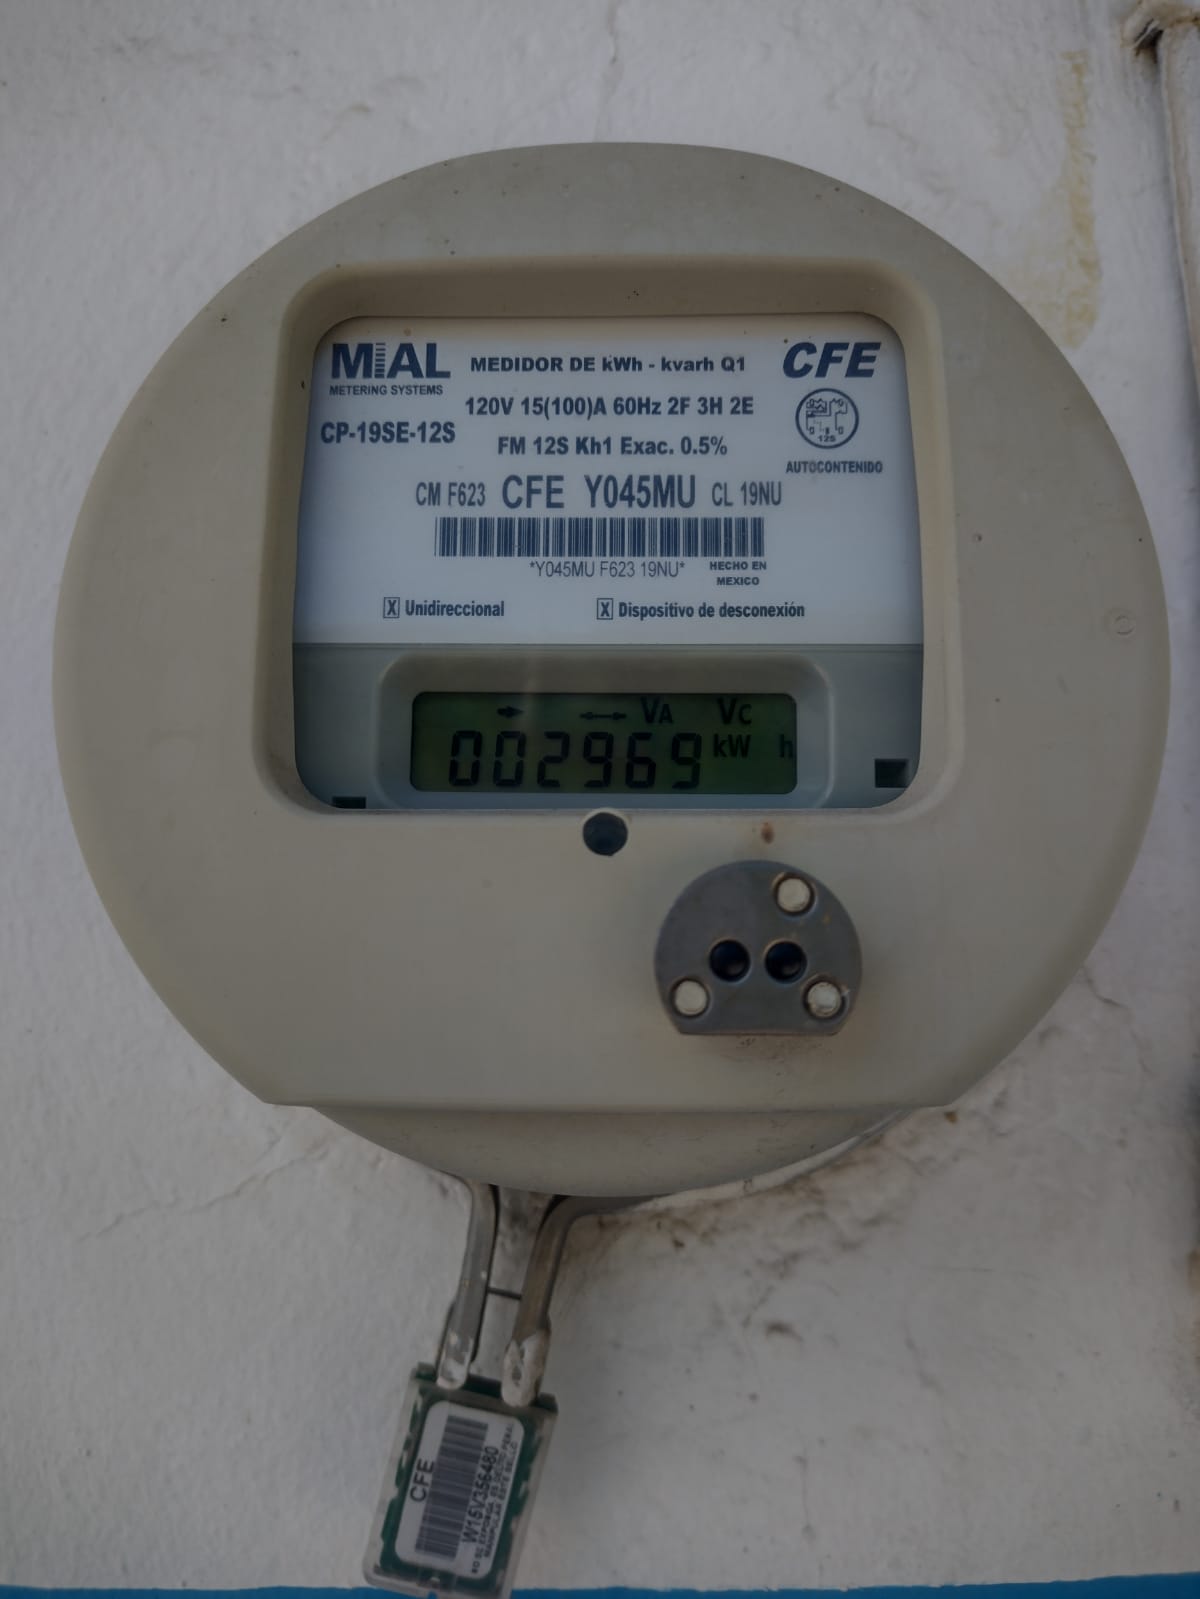 MIAL
METERING SYSTEMS
MEDIDOR DE kWh - kvarh Q1
CFE
120V 15(100)A 60Hz 2F 3H 2E
CP-19SE-12S
FM 12S Kh1 Exac. 0.5%
12S
AUTOCONTENIDO
CM F623 CFE Y045MU CL 19NU
*Y045MU F623 19NU*
HECHO EN
MEXICO
X Unidireccional
X Dispositivo de desconexión
VA VC
002969 kW h
CFE
W15V356480